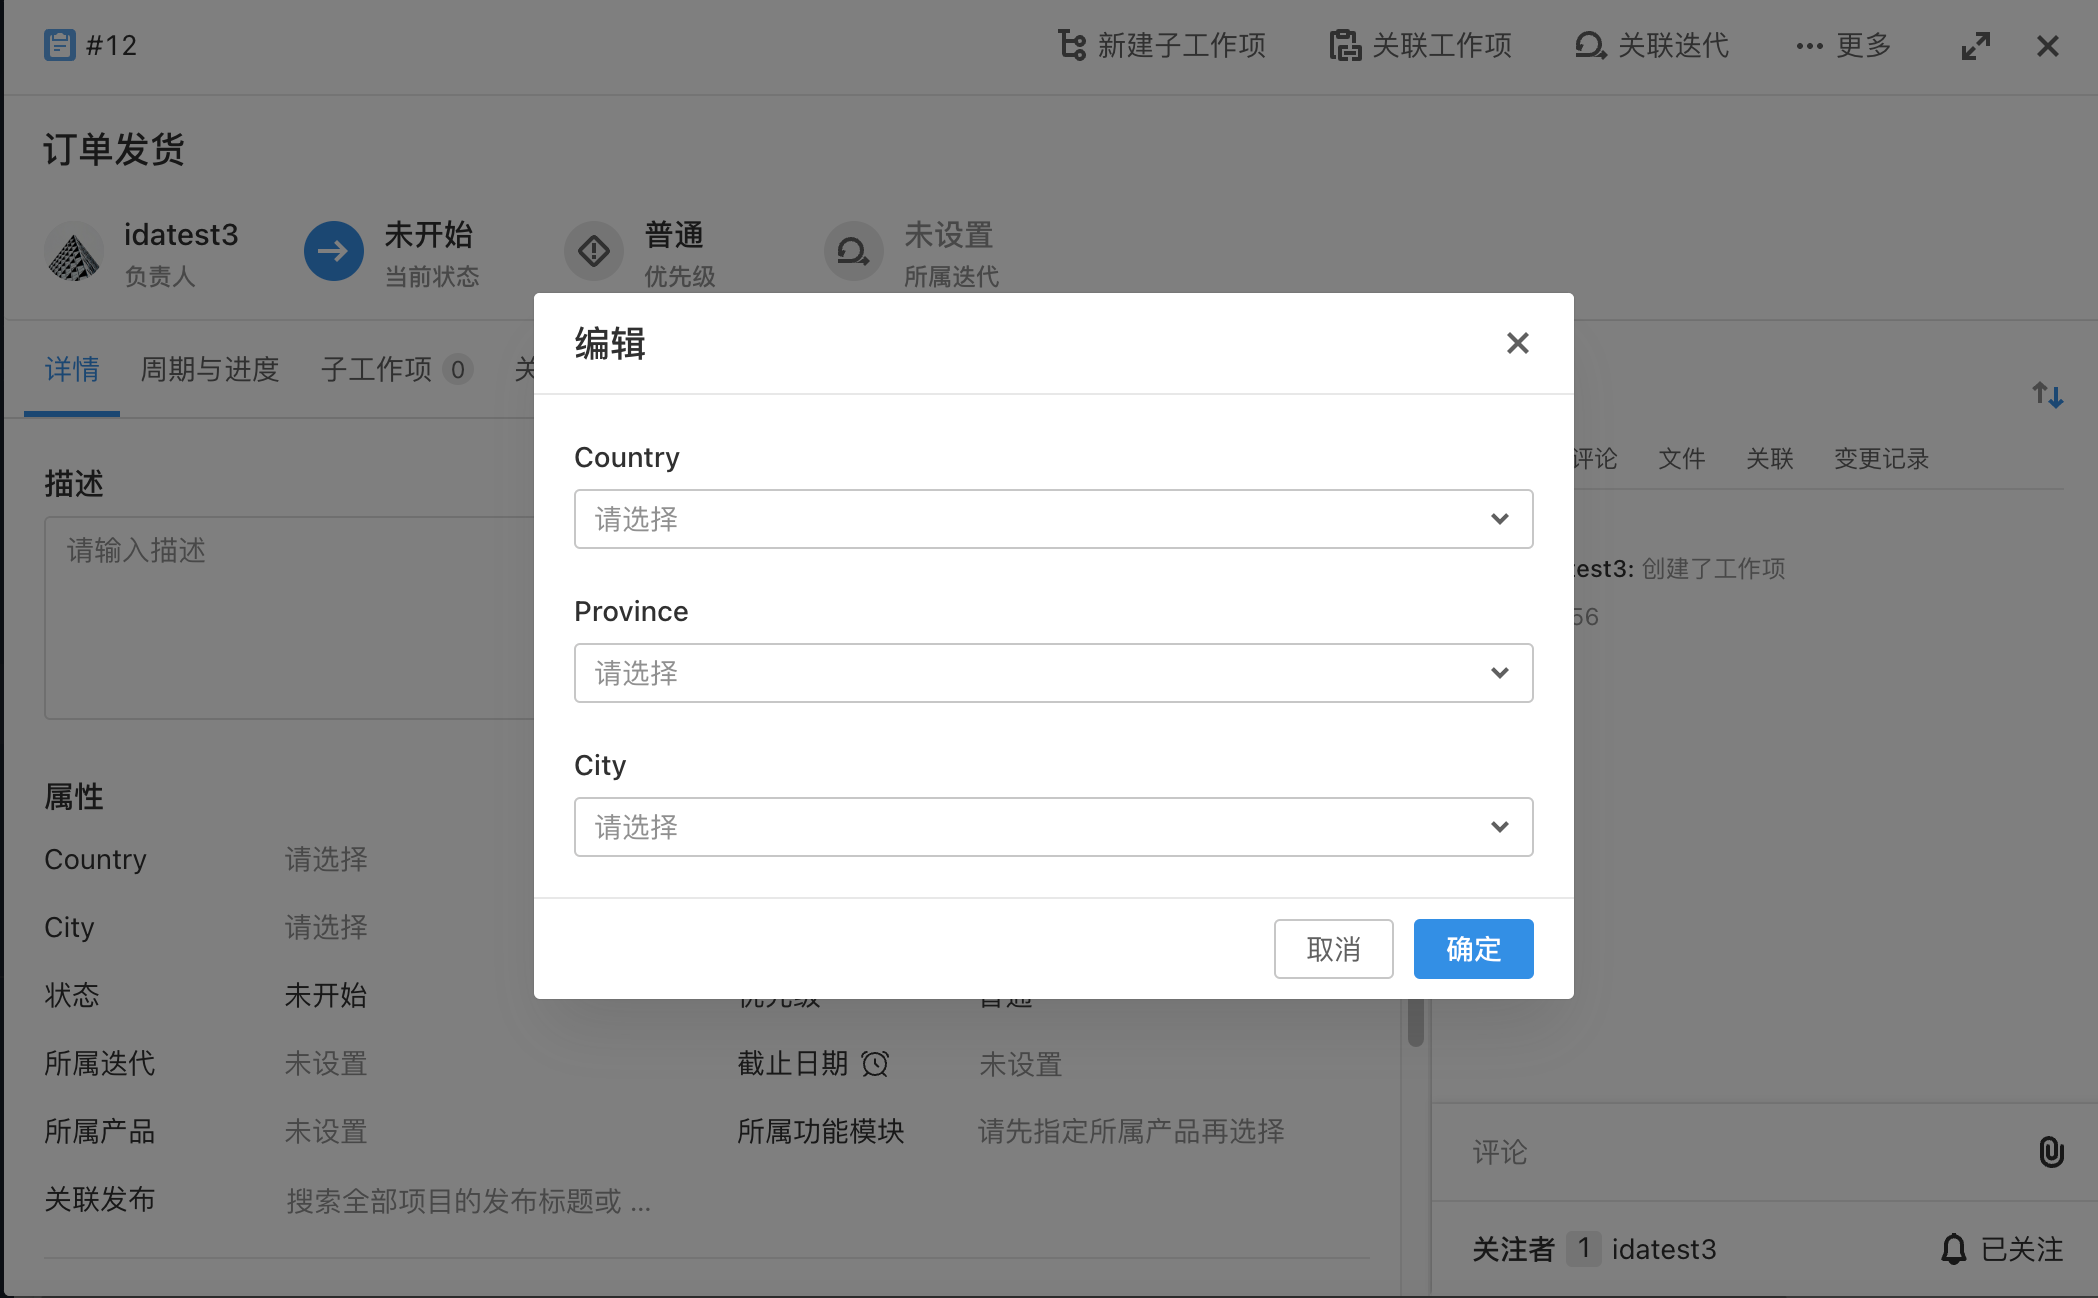 #12
新建子工作项
关联工作项
关联迭代
更多
订单发货
idatest3
负责人
未开始
当前状态
普通
优先级
未设置
所属迭代
详情
周期与进度
子工作项 0
关
描述
请输入描述
属性
Country 请选择
City 请选择
状态 未开始
优先级 普通
所属迭代 未设置
截止日期 未设置
所属产品 未设置
所属功能模块 请先指定所属产品再选择
关联发布 搜索全部项目的发布标题或 ...
编辑
Country
请选择
Province
请选择
City
请选择
取消
确定
评论
文件
关联
变更记录
test3: 创建了工作项
56
评论
关注者 1 idatest3
已关注